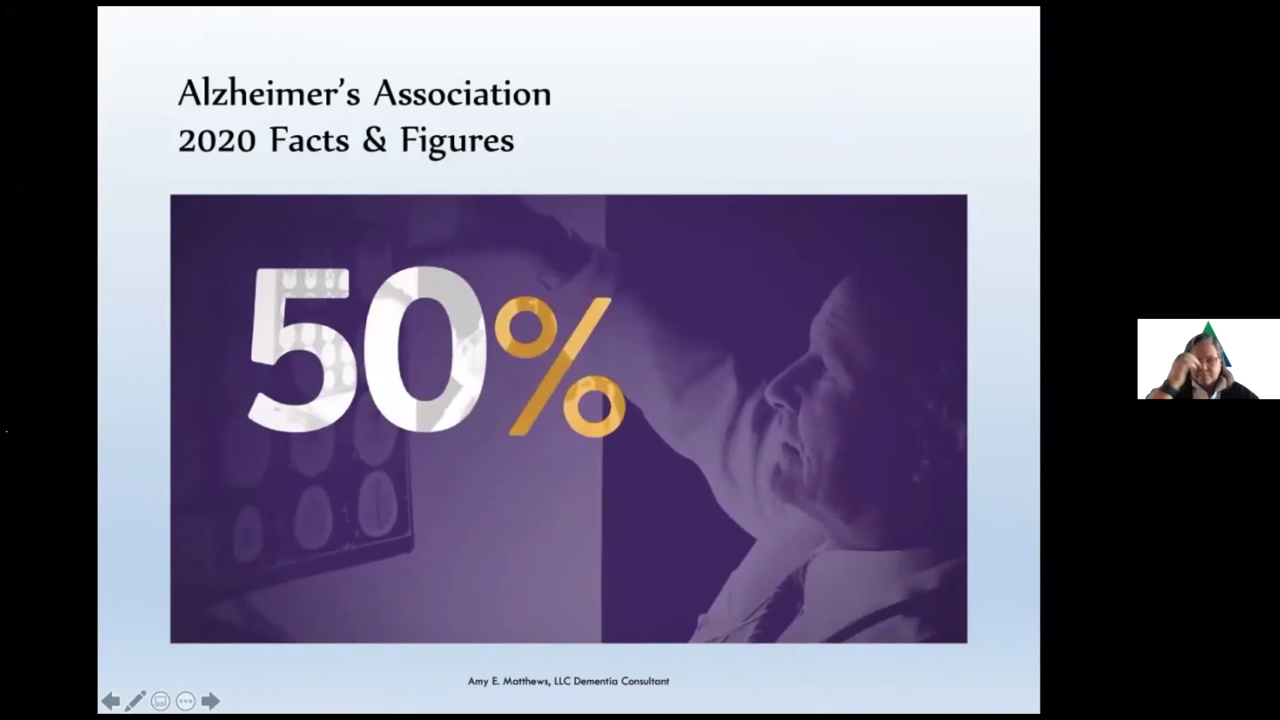 Alzheimer’s Association
2020 Facts & Figures
50%
Amy E. Matthews, LLC Dementia Consultant